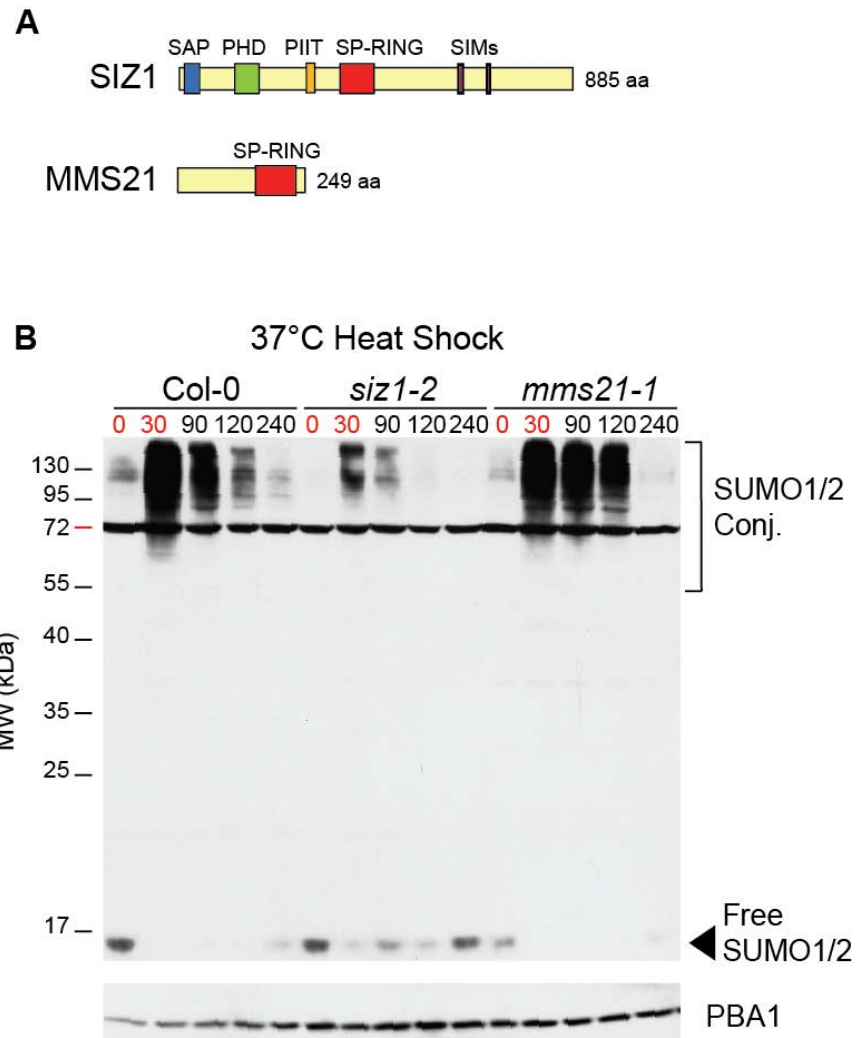 A
SAP PHD PIIT SP-RING SIMs
SIZ1 885 aa
SP-RING
MMS21 249 aa
B 37°C Heat Shock
Col-0 siz1-2 mms21-1
0 30 90 120 240 0 30 90 120 240 0 30 90 120 240
130
95
72
55
40
35
25
17
MW (kDa)
SUMO1/2
Conj.
Free
SUMO1/2
PBA1